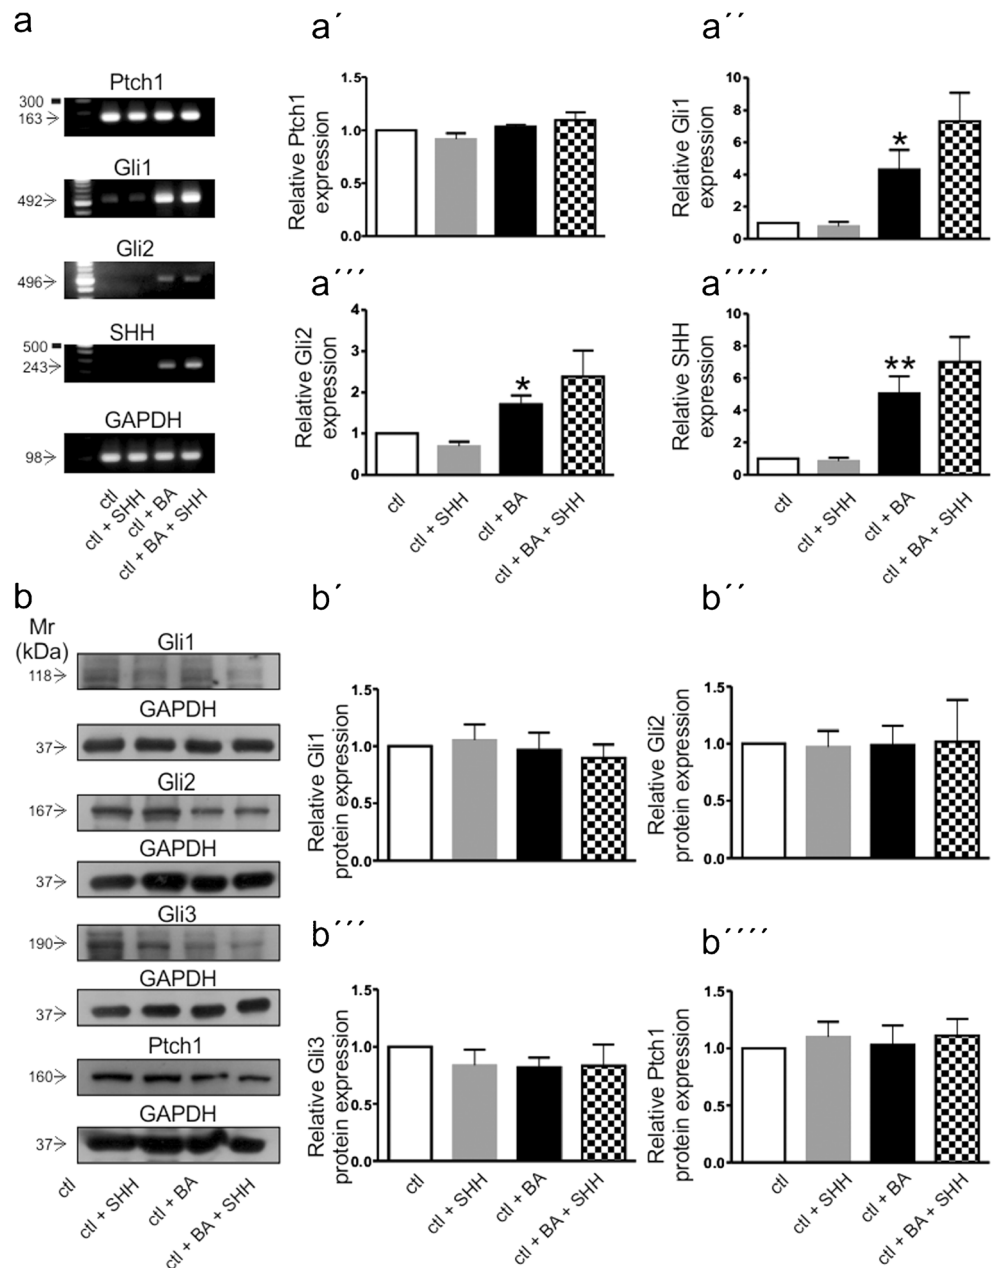 a
Ptch1
300
163
Gli1
492
Gli2
496
SHH
500
243
GAPDH
98
ctl
ctl + SHH
ctl + BA
ctl + BA + SHH
a´
Relative Ptch1
expression
1.5
1.0
0.5
0.0
a´´
Relative Gli1
expression
10
8
6
4
2
0
*
a´´´
Relative Gli2
expression
4
3
2
1
0
*
ctl
ctl + SHH
ctl + BA
ctl + BA + SHH
a´´´´
Relative SHH
expression
10
8
6
4
2
0
**
ctl
ctl + SHH
ctl + BA
ctl + BA + SHH
b
Mr
(kDa)
Gli1
118
GAPDH
37
Gli2
167
GAPDH
37
Gli3
190
GAPDH
37
Ptch1
160
GAPDH
37
ctl
ctl + SHH
ctl + BA
ctl + BA + SHH
b´
Relative Gli1
protein expression
1.5
1.0
0.5
0.0
b´´
Relative Gli2
protein expression
1.5
1.0
0.5
0.0
b´´´
Relative Gli3
protein expression
1.5
1.0
0.5
0.0
ctl
ctl + SHH
ctl + BA
ctl + BA + SHH
b´´´´
Relative Ptch1
protein expression
1.5
1.0
0.5
0.0
ctl
ctl + SHH
ctl + BA
ctl + BA + SHH